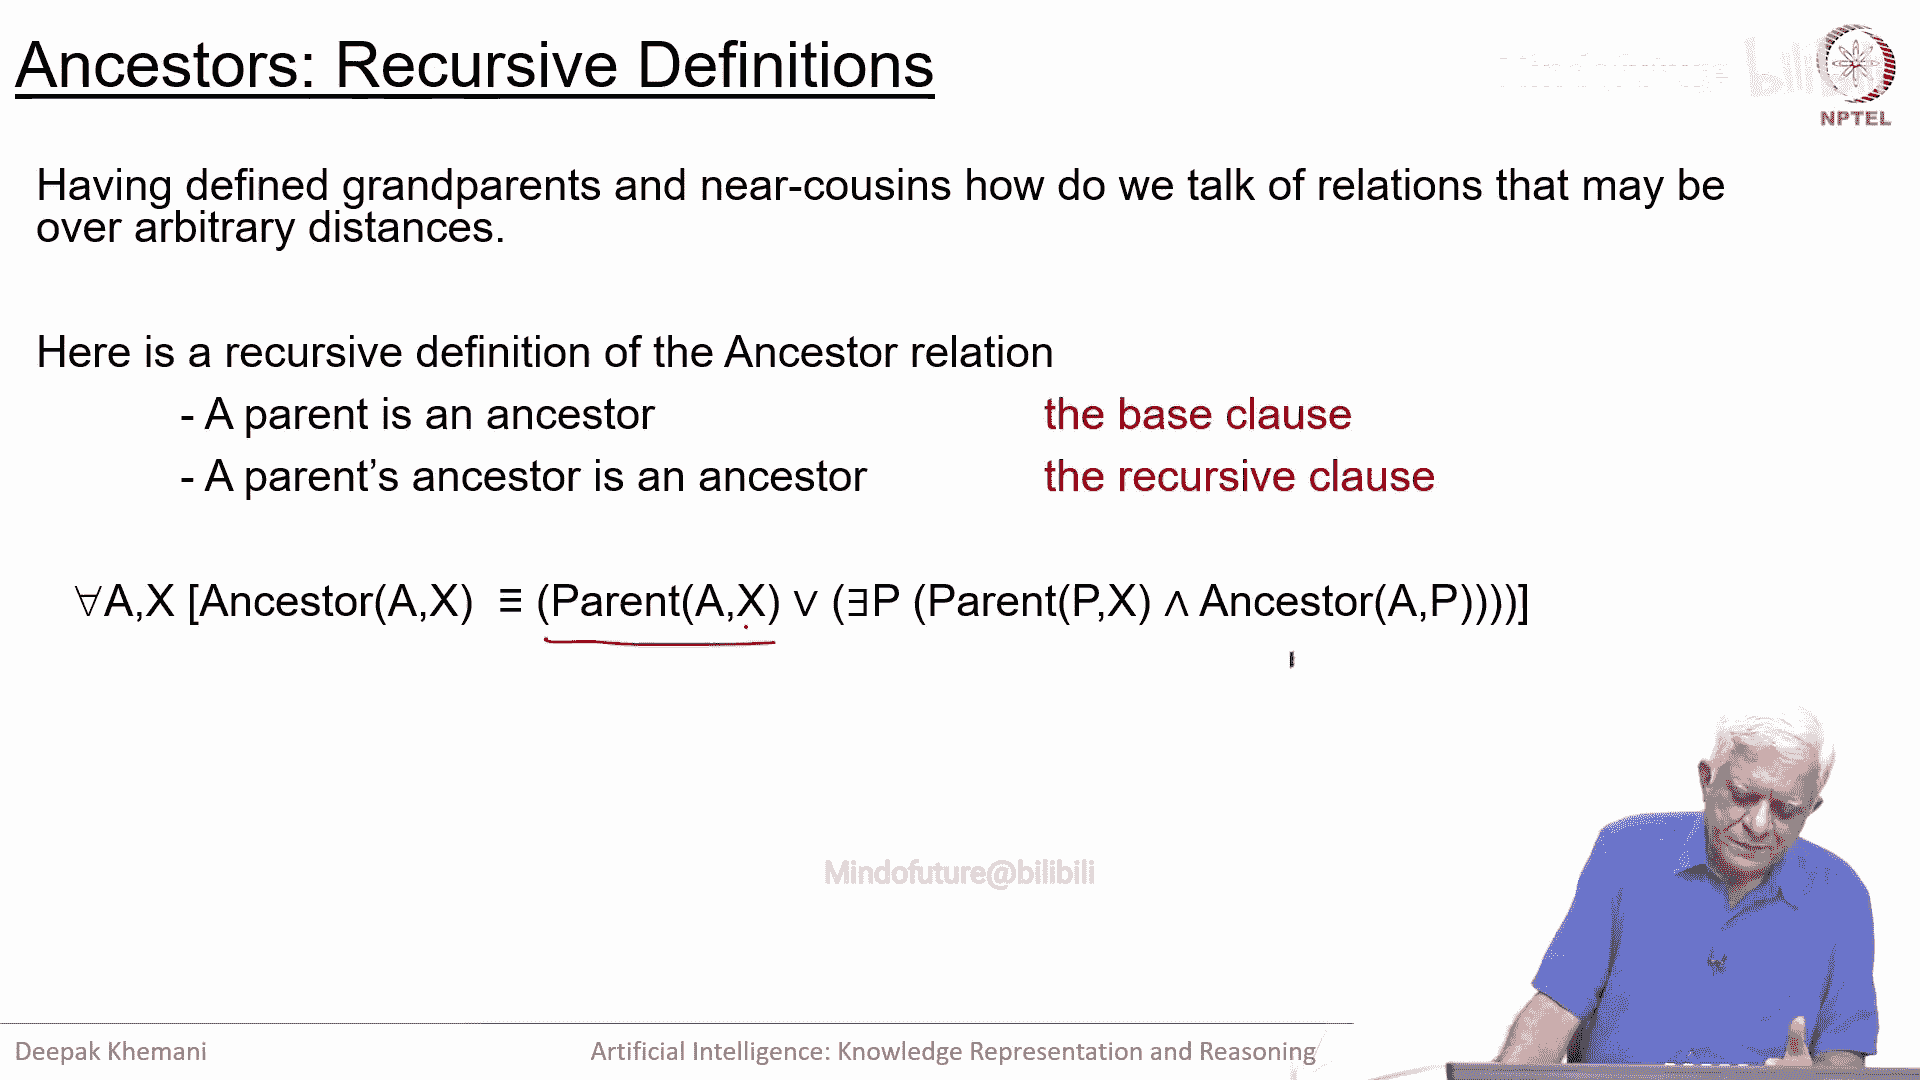 Ancestors: Recursive Definitions
NPTEL
Having defined grandparents and near-cousins how do we talk of relations that may be
over arbitrary distances.
Here is a recursive definition of the Ancestor relation
- A parent is an ancestor the base clause
- A parent’s ancestor is an ancestor the recursive clause
∀A,X [Ancestor(A,X) ≡ (Parent(A,X) ∨ (∃P (Parent(P,X) ∧ Ancestor(A,P))))]
Mindofuture@bilibili
Deepak Khemani Artificial Intelligence: Knowledge Representation and Reasoning